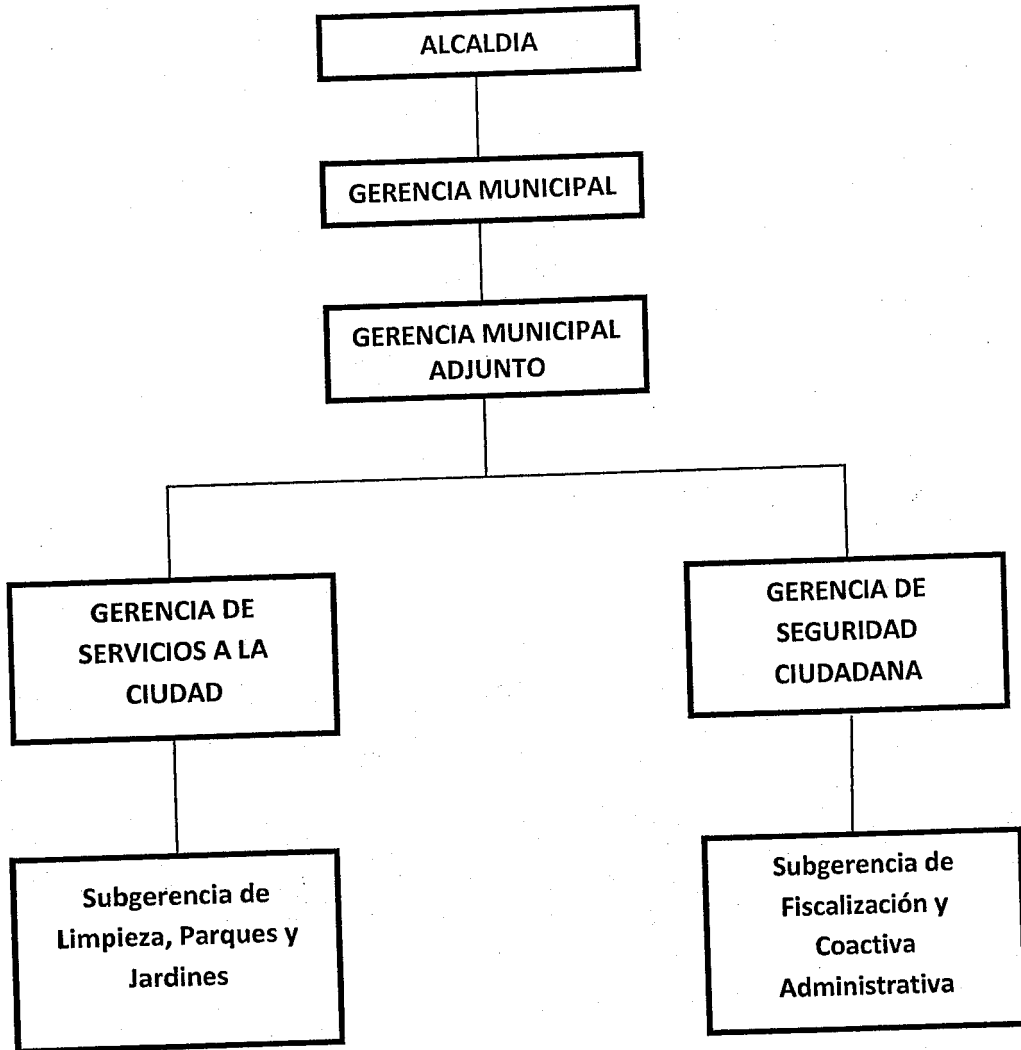 ALCALDIA
GERENCIA MUNICIPAL
GERENCIA MUNICIPAL
ADJUNTO
GERENCIA DE
SERVICIOS A LA
CIUDAD
GERENCIA DE
SEGURIDAD
CIUDADANA
Subgerencia de
Limpieza, Parques y
Jardines
Subgerencia de
Fiscalización y
Coactiva
Administrativa